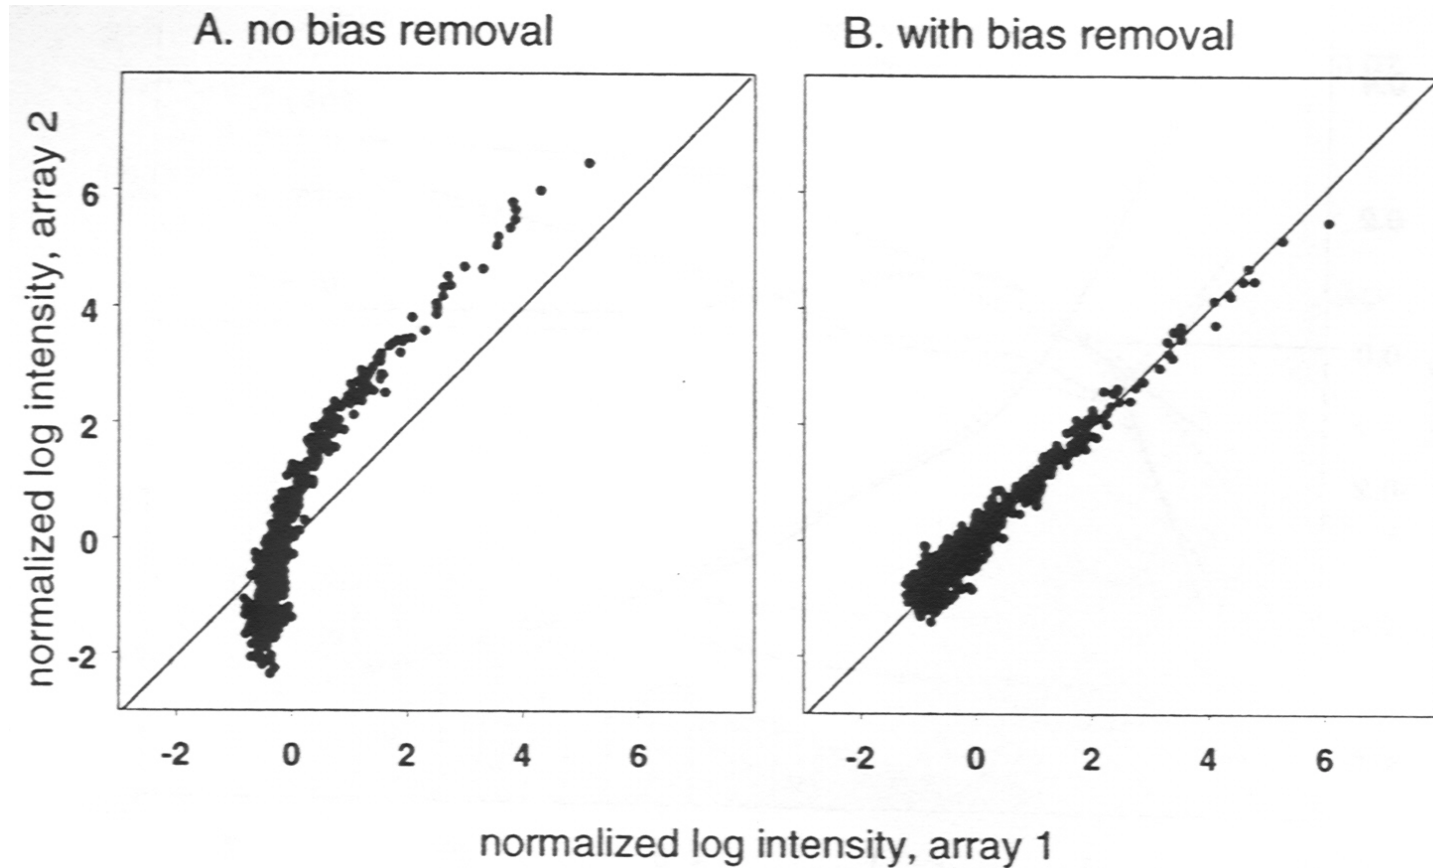 A. no bias removal
B. with bias removal
normalized log intensity, array 2
6
4
2
0
-2
-2 0 2 4 6
-2 0 2 4 6
normalized log intensity, array 1